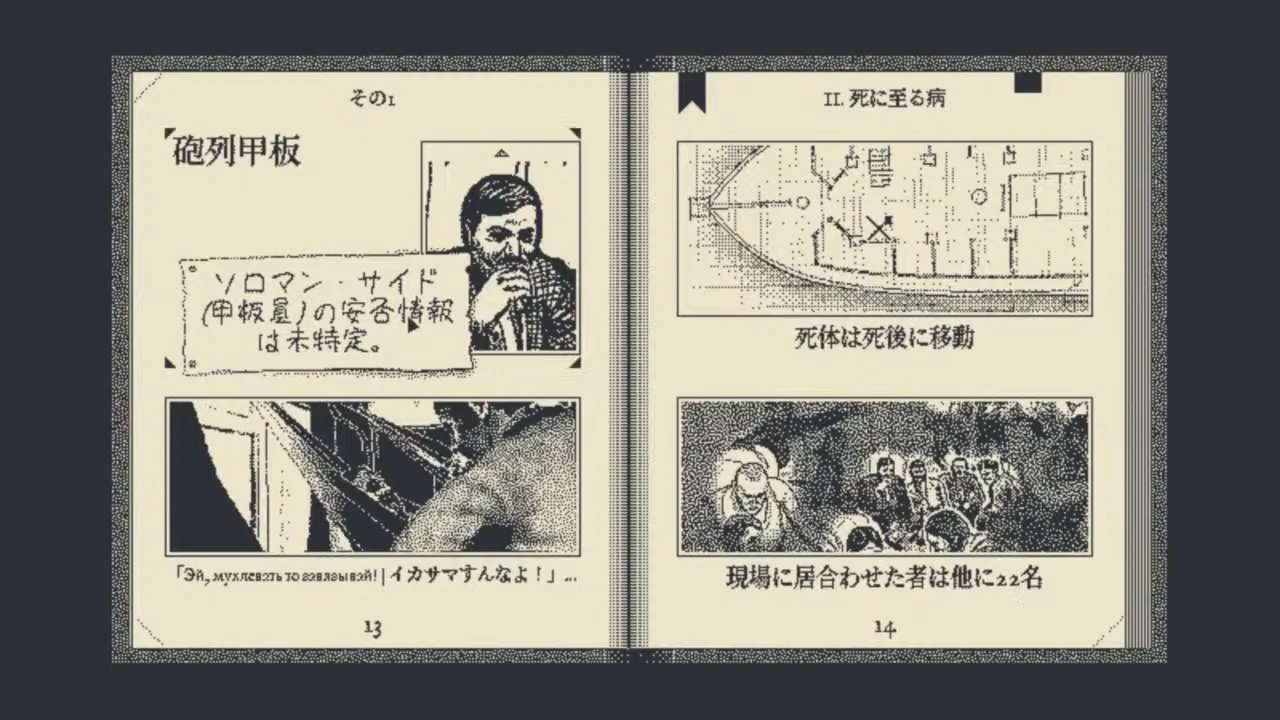 その1
砲列甲板
ソロマン・サイド
(甲板員)の安否情報
は未特定。
「Эй, мухлевать то завязывай! | イカサマすんなよ！」...
13
II. 死に至る病
死体は死後に移動
現場に居合わせた者は他に22名
14